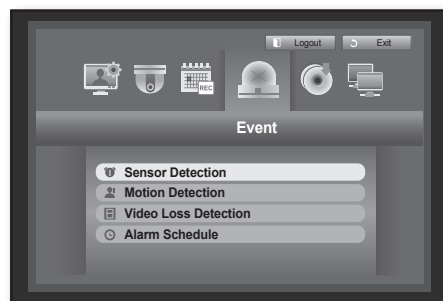 Logout
Exit
REC
Event
Sensor Detection
Motion Detection
Video Loss Detection
Alarm Schedule